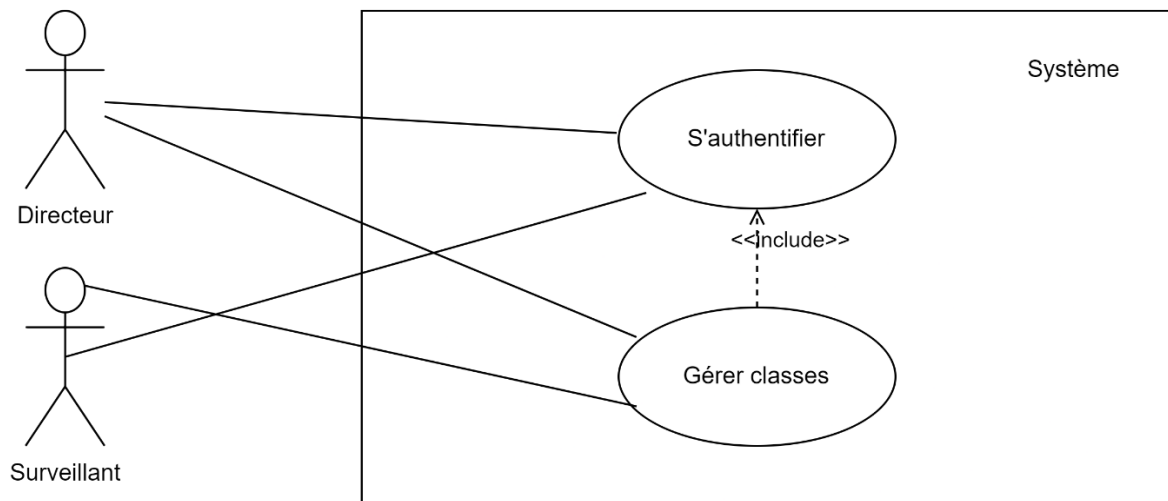 Système
S'authentifier
Directeur
<<include>>
Gérer classes
Surveillant